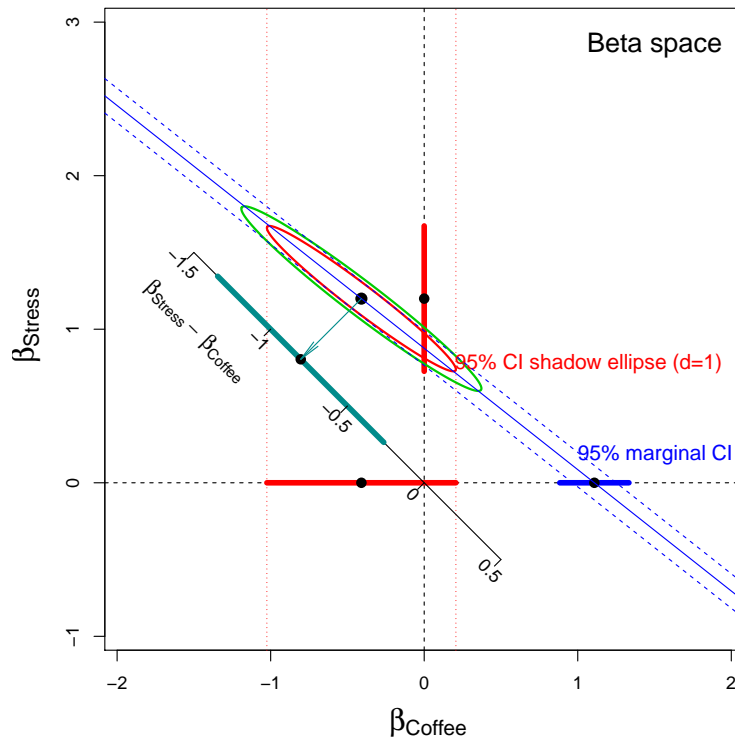 Beta space
3
2
1
0
−1
βStress
−1.5
−1
−0.5
0
0.5
βStress − βCoffee
95% CI shadow ellipse (d=1)
95% marginal CI
−2
−1
0
1
2
βCoffee